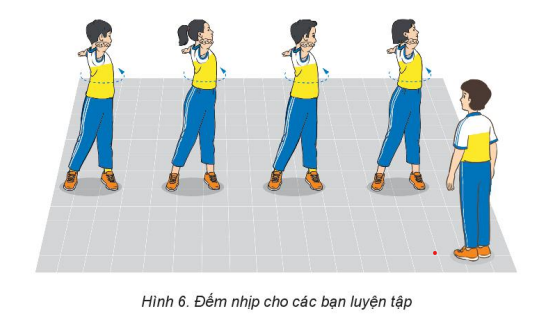 Hình 6. Đếm nhịp cho các bạn luyện tập